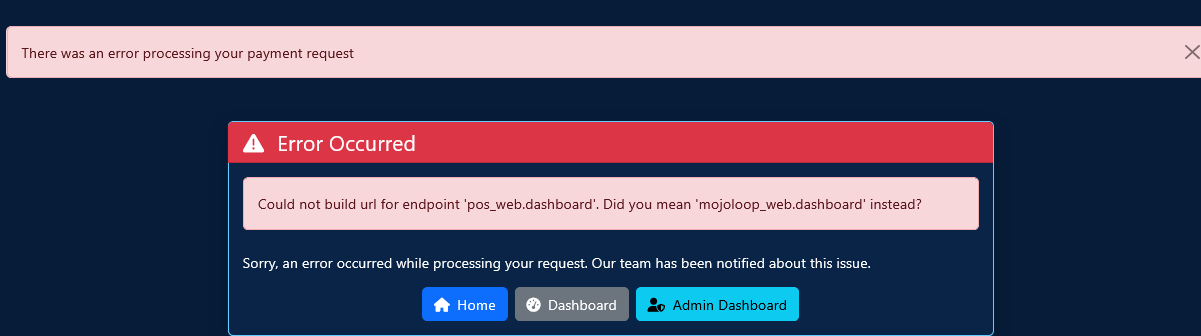 There was an error processing your payment request
Error Occurred
Could not build url for endpoint 'pos_web.dashboard'. Did you mean 'mojoloop_web.dashboard' instead?
Sorry, an error occurred while processing your request. Our team has been notified about this issue.
Home Dashboard Admin Dashboard